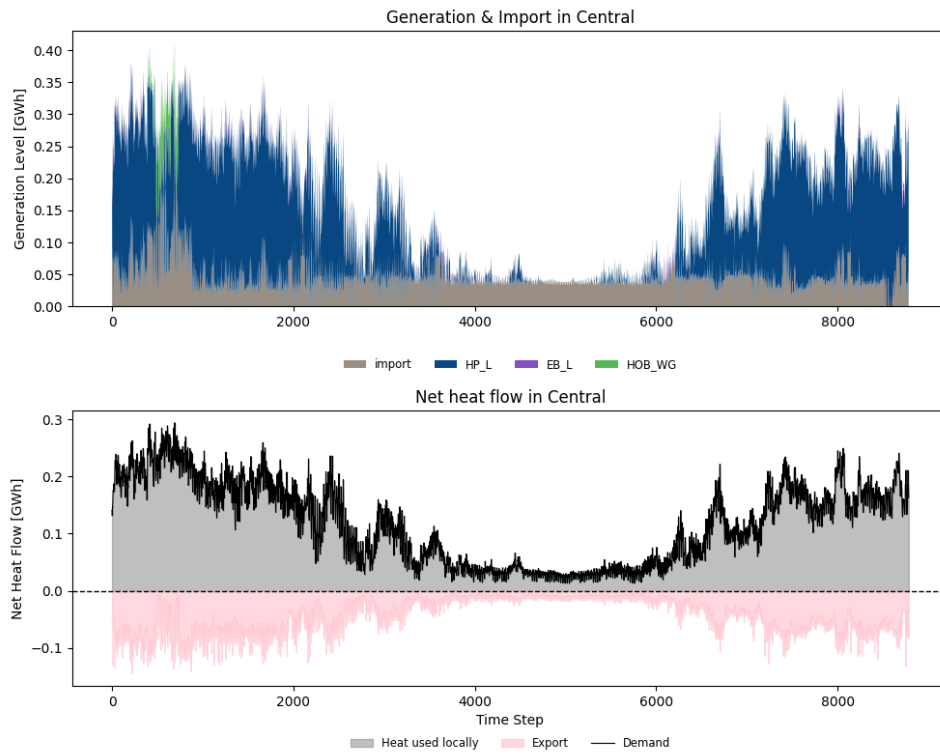 Generation & Import in Central
Generation Level [GWh]
0.40
0.35
0.30
0.25
0.20
0.15
0.10
0.05
0.00
0 2000 4000 6000 8000
import HP_L EB_L HOB_WG
Net heat flow in Central
Net Heat Flow [GWh]
0.3
0.2
0.1
0.0
−0.1
0 2000 4000 6000 8000
Time Step
Heat used locally Export Demand